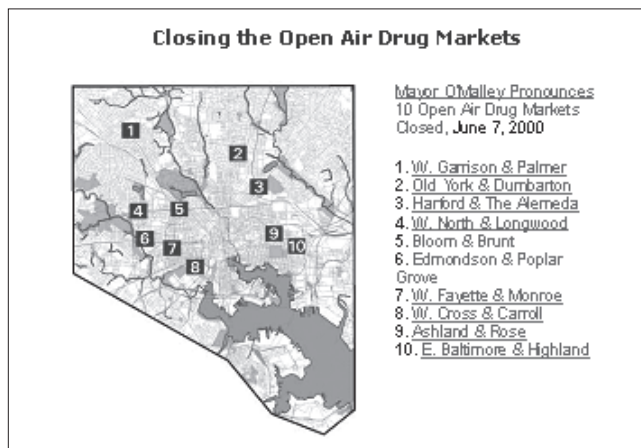 Closing the Open Air Drug Markets
Mayor O'Malley Pronounces
10 Open Air Drug Markets
Closed, June 7, 2000
1. W. Garrison & Palmer
2. Old York & Dumbarton
3. Harford & The Alemeda
4. W. North & Longwood
5. Bloom & Brunt
6. Edmondson & Poplar
Grove
7. W. Fayette & Monroe
8. W. Cross & Carroll
9. Ashland & Rose
10. E. Baltimore & Highland
1
2
3
4
5
6
7
8
9
10